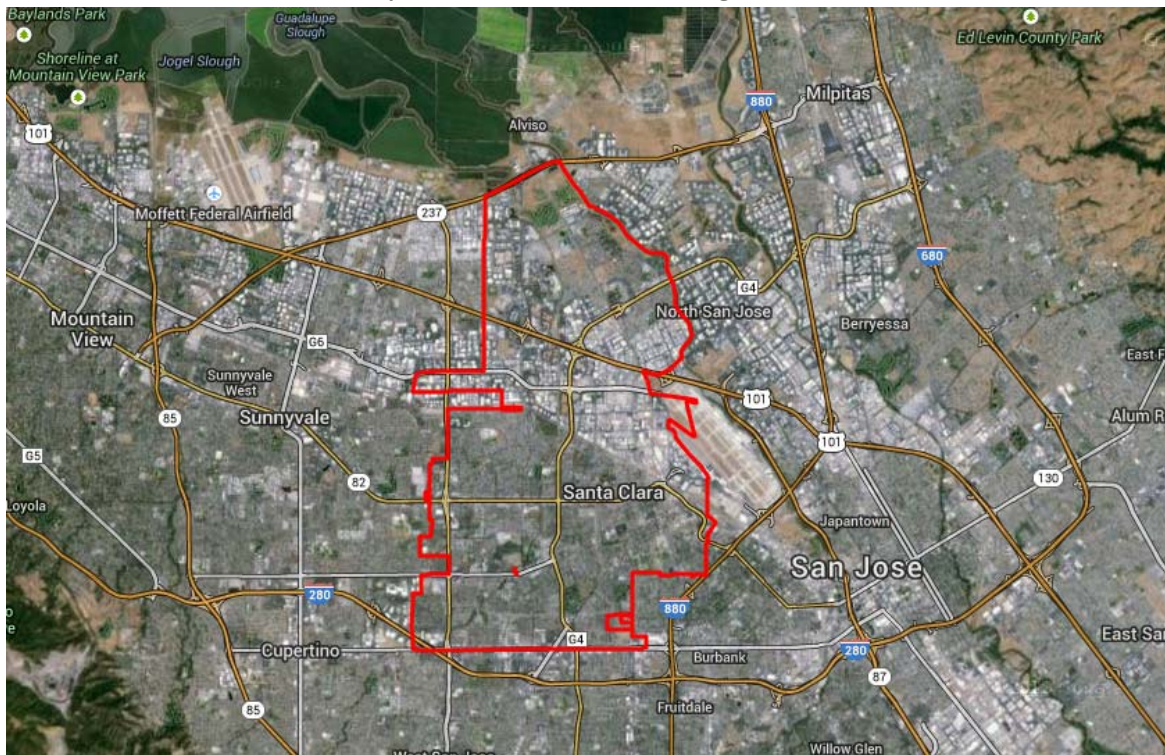 Baylands Park
Guadalupe
Slough
Ed Levin County Park
Shoreline at
Mountain View Park
Jogel Slough
Milpitas
880
101
Alviso
Moffett Federal Airfield
237
680
G4
North San Jose
Mountain
View
G6
Berryessa
East F
Sunnyvale
West
101
Sunnyvale
85
Alum R
101
G5
82
130
Santa Clara
Loyola
Japantown
San Jose
280
880
G4
East Sa
Cupertino
Burbank
280
87
85
Fruitdale
Willow Glen
West San Jose